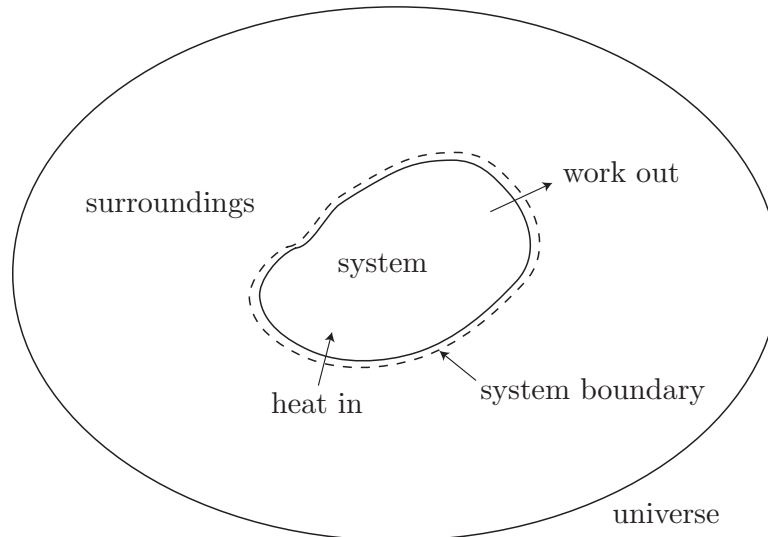 work out
surroundings
system
system boundary
heat in
universe